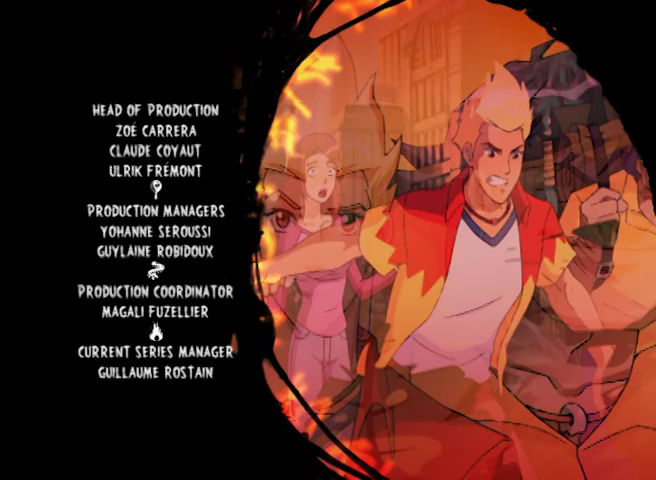 HEAD OF PRODUCTION
ZOÉ CARRERA
CLAUDE COYAUT
ULRIK FRÉMONT
PRODUCTION MANAGERS
YOHANNE SEROUSSI
GUYLAINE ROBIDOUX
PRODUCTION COORDINATOR
MAGALI FUZELLIER
CURRENT SERIES MANAGER
GUILLAUME ROSTAIN